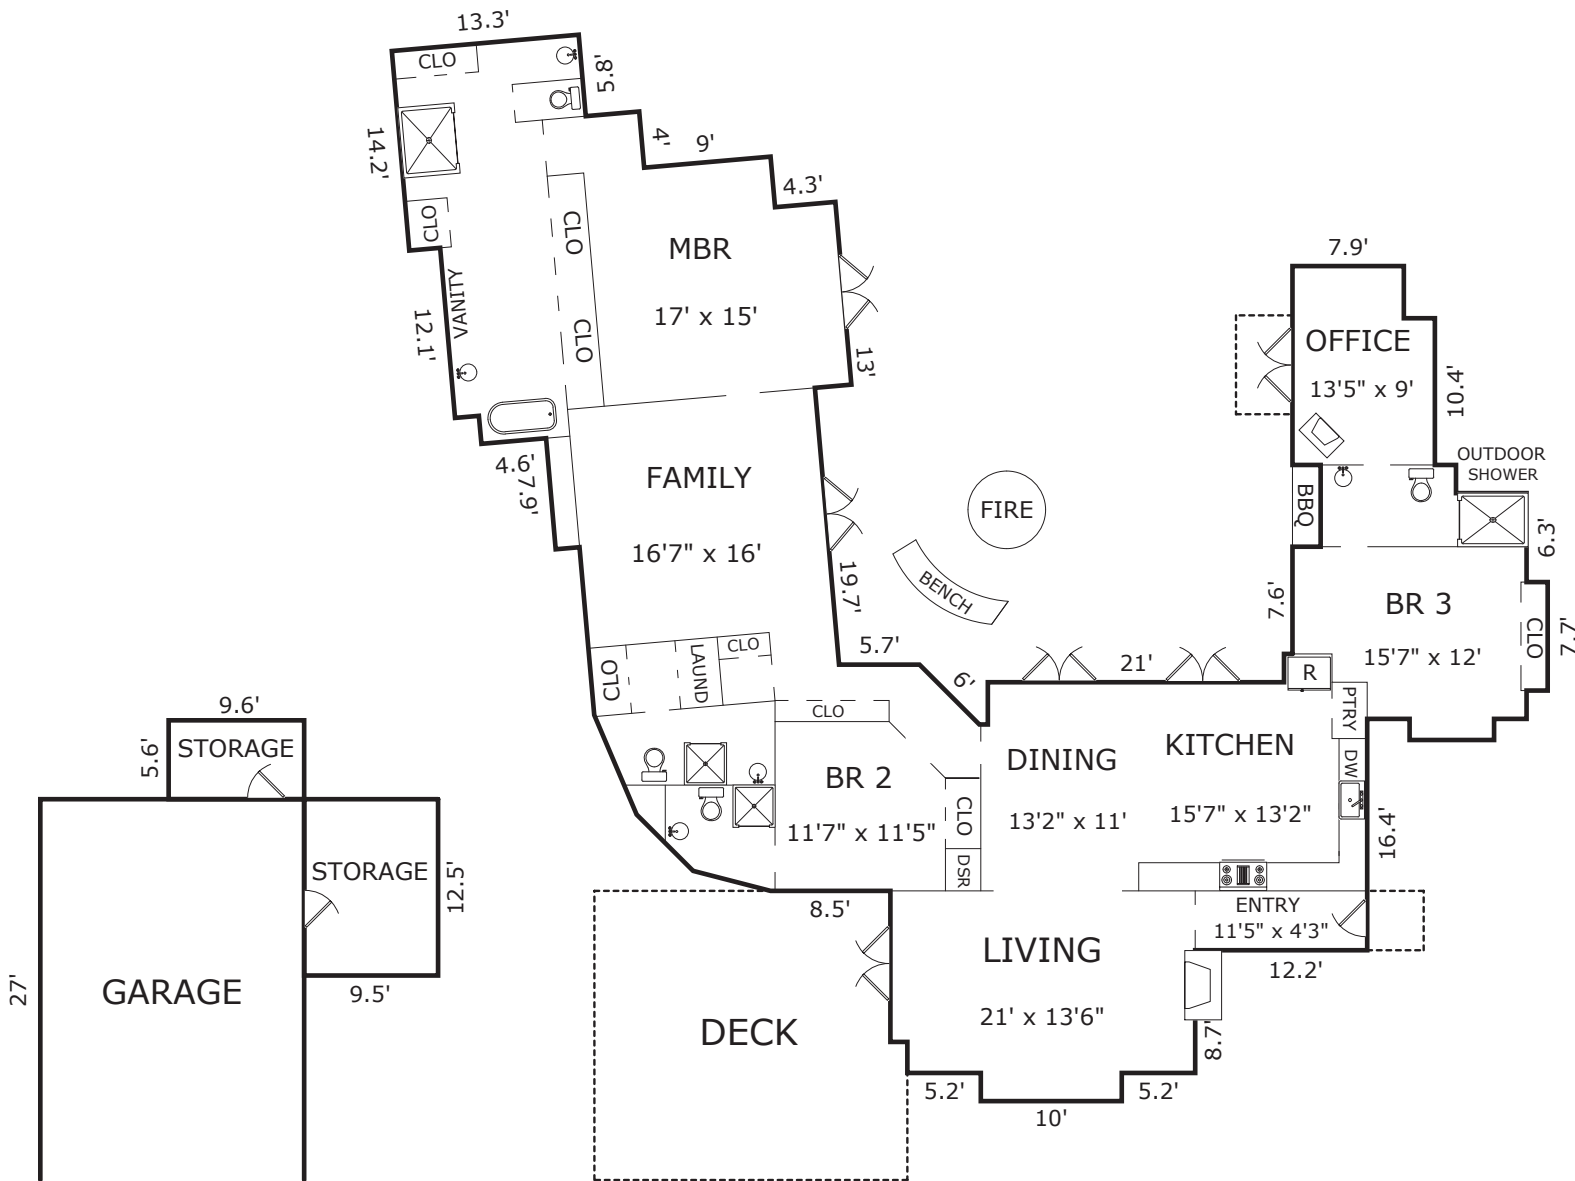 13.3'
CLO
5.8'
14.2'
4'
9'
4.3'
CLO
CLO
MBR
17' x 15'
VANITY
12.1'
CLO
13'
4.6'
7.9'
FAMILY
16'7" x 16'
19.7'
FIRE
BENCH
5.7'
6'
21'
7.9'
OFFICE
13'5" x 9'
10.4'
OUTDOOR
SHOWER
BBQ
6.3'
7.6'
BR 3
15'7" x 12'
CLO
7.7'
R
PTRY
CLO
LAUND
CLO
CLO
BR 2
11'7" x 11'5"
CLO
DSR
DINING
13'2" x 11'
KITCHEN
15'7" x 13'2"
DW
16.4'
ENTRY
11'5" x 4'3"
12.2'
8.5'
LIVING
21' x 13'6"
8.7'
5.2'
10'
5.2'
DECK
9.6'
5.6'
STORAGE
STORAGE
12.5'
9.5'
GARAGE
27'